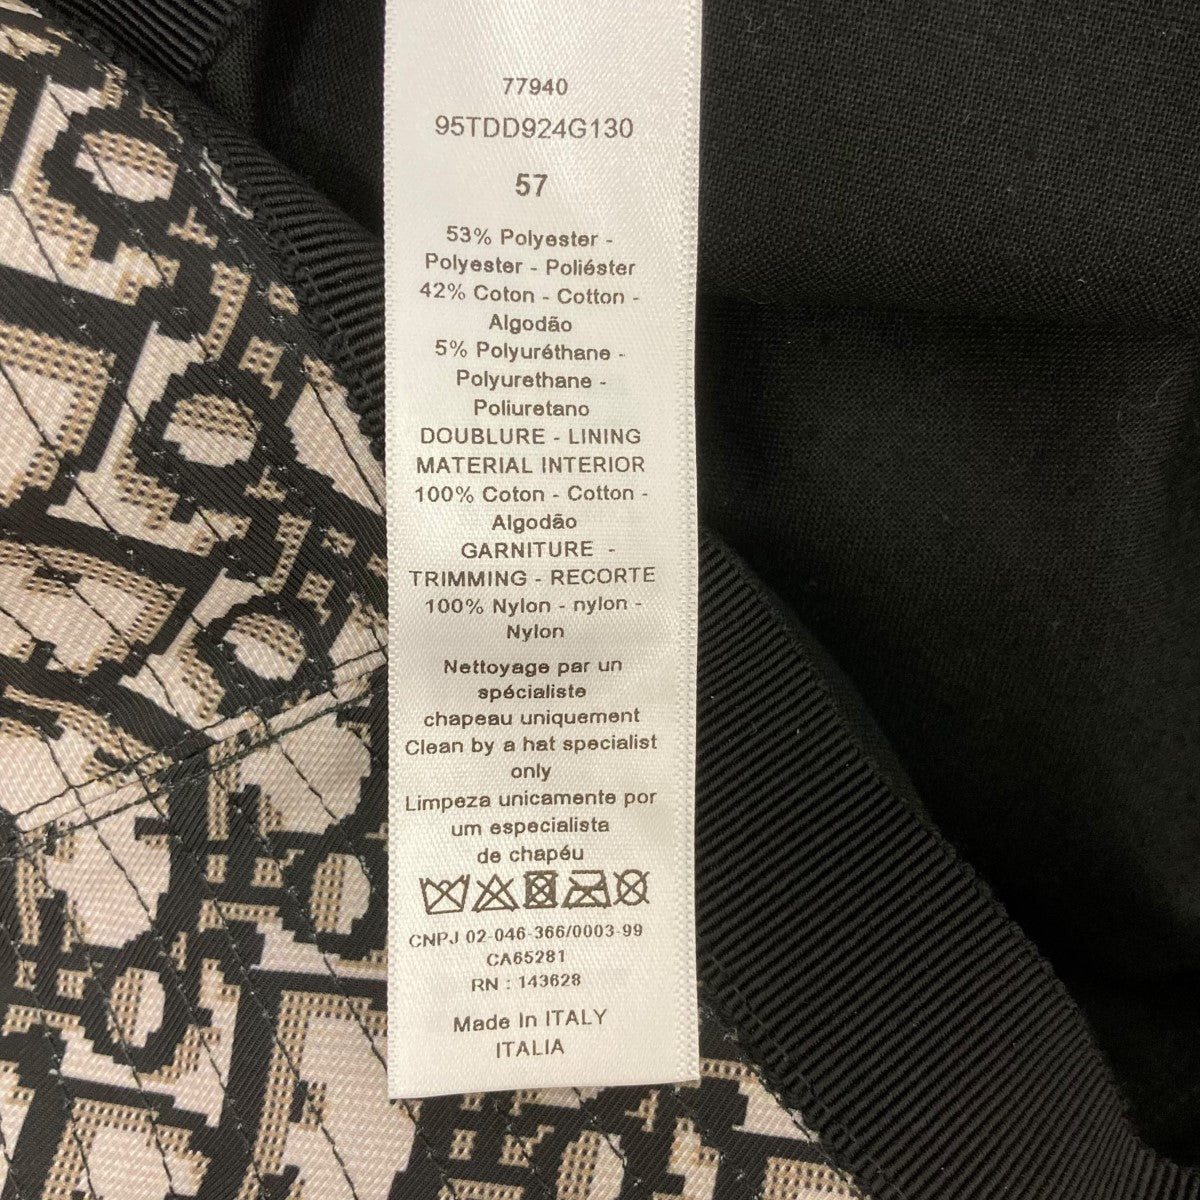 77940
95TDD924G130
57
53% Polyester -
Polyester - Poliéster
42% Coton - Cotton -
Algodão
5% Polyuréthane -
Polyurethane -
Poliuretano
DOUBLURE - LINING
MATERIAL INTERIOR
100% Coton - Cotton -
Algodão
GARNITURE -
TRIMMING - RECORTE
100% Nylon - nylon -
Nylon
Nettoyage par un
spécialiste
chapeau uniquement
Clean by a hat specialist
only
Limpeza unicamente por
um especialista
de chapéu
CNPJ 02-046-366/0003-99
CA65281
RN : 143628
Made In ITALY
ITALIA